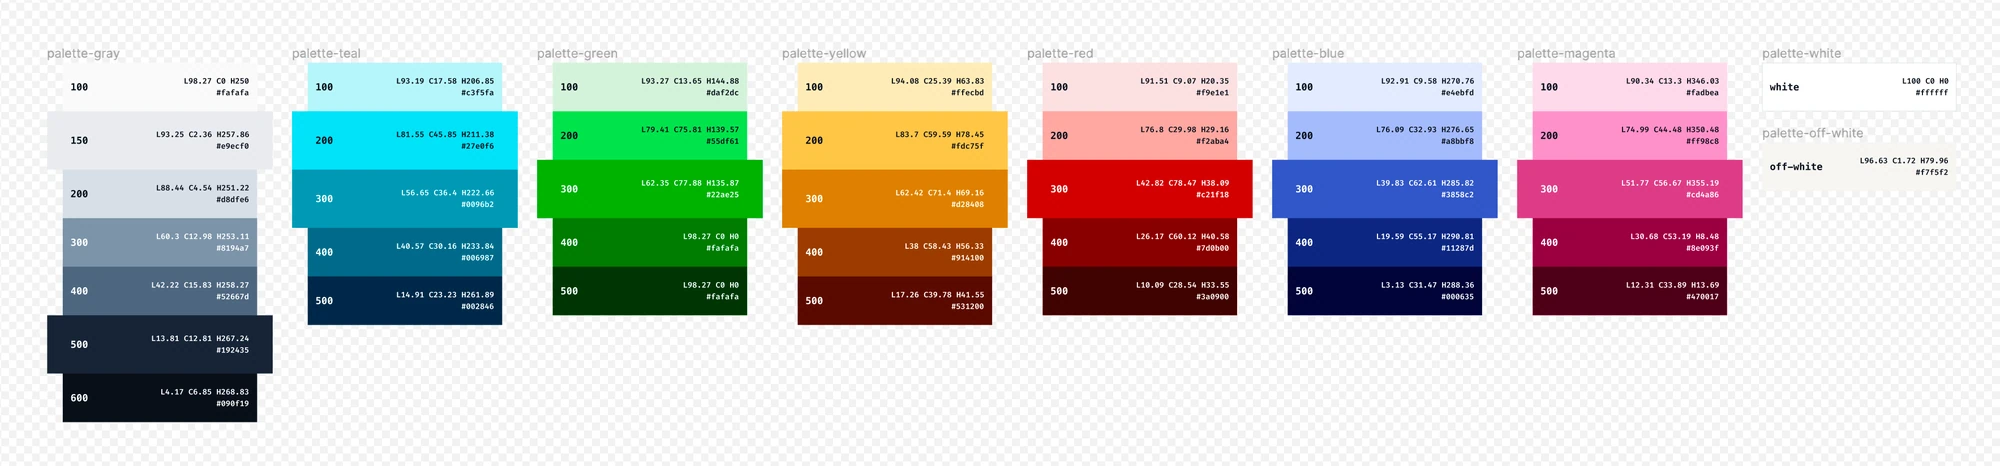 palette-gray
100
L98.27 C0 H250
#fafafa
150
L93.25 C2.36 H257.86
#e9ecf0
200
L88.44 C4.54 H251.22
#d8dfe6
300
L60.3 C12.98 H253.11
#8194a7
400
L42.22 C15.83 H258.27
#52667d
500
L13.81 C12.81 H267.24
#192435
600
L4.17 C6.85 H268.83
#090f19
palette-teal
100
L93.19 C17.58 H206.85
#c3f5fa
200
L81.55 C45.85 H211.38
#27e0f6
300
L56.65 C36.4 H222.66
#0096b2
400
L40.57 C30.16 H233.84
#006987
500
L14.91 C23.23 H261.89
#002846
palette-green
100
L93.27 C13.65 H144.88
#daf2dc
200
L79.41 C75.81 H139.57
#55df61
300
L62.35 C77.88 H135.87
#22ae25
400
L98.27 C0 H0
#fafafa
500
L98.27 C0 H0
#fafafa
palette-yellow
100
L94.08 C25.39 H63.83
#ffecbd
200
L83.7 C59.59 H78.45
#fdc75f
300
L62.42 C71.4 H69.16
#d28408
400
L38 C58.43 H56.33
#914100
500
L17.26 C39.78 H41.55
#531200
palette-red
100
L91.51 C9.07 H20.35
#f9e1e1
200
L76.8 C29.98 H29.16
#f2aba4
300
L42.82 C78.47 H38.09
#c21f18
400
L26.17 C60.12 H40.58
#7d0b00
500
L10.09 C28.54 H33.55
#3a0900
palette-blue
100
L92.91 C9.58 H270.76
#e4ebfd
200
L76.09 C32.93 H276.65
#a8bbf8
300
L39.83 C62.61 H285.82
#3858c2
400
L19.59 C55.17 H290.81
#11287d
500
L3.13 C31.47 H288.36
#000635
palette-magenta
100
L90.34 C13.3 H346.03
#fadbea
200
L74.99 C44.48 H350.48
#ff98c8
300
L51.77 C56.67 H355.19
#cd4a86
400
L30.68 C53.19 H8.48
#8e093f
500
L12.31 C33.89 H13.69
#470017
palette-white
white
L100 C0 H0
#ffffff
palette-off-white
off-white
L96.63 C1.72 H79.96
#f7f5f2